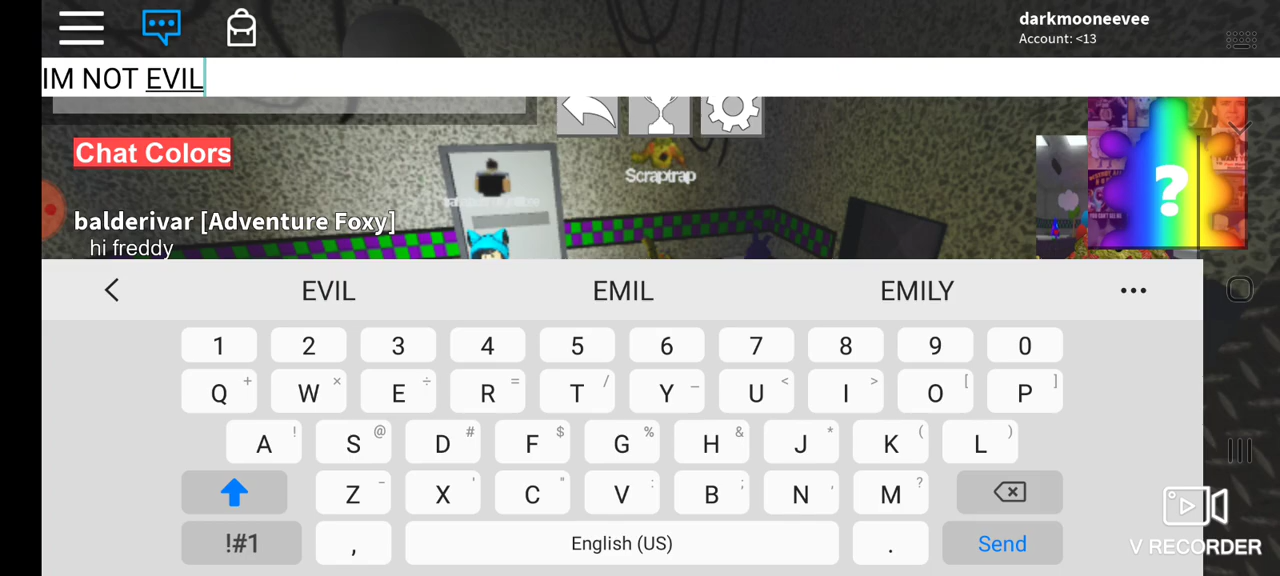 darkmooneevee
Account: <13
IM NOT EVIL
Chat Colors
Scraptrap
balderivar [Adventure Foxy]
hi freddy
?
EVIL EMIL EMILY •••
1 2 3 4 5 6 7 8 9 0
Q + W × E ÷ R = T / Y _ U < I > O [ P ]
A ! S @ D # F $ G % H & J * K ( L )
Z - X ' C " V : B ; N , M ?
!#1 , English (US) . Send
V RECORDER